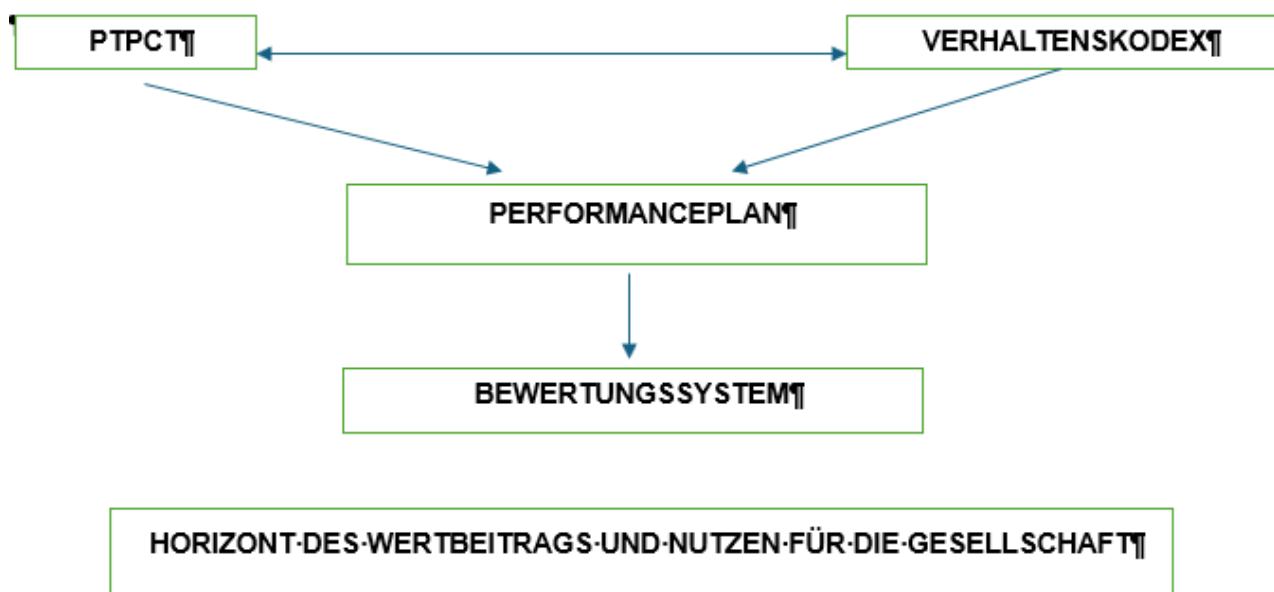 ¶
PTPCT¶
VERHALTENSKODEX¶
PERFORMANCEPLAN¶
BEWERTUNGSSYSTEM¶
HORIZONT·DES·WERTBEITRAGS·UND·NUTZEN·FÜR·DIE·GESELLSCHAFT¶